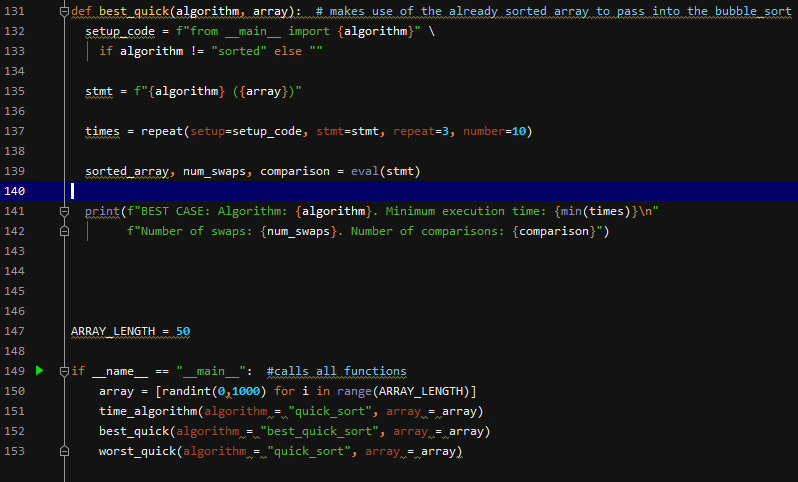 131 def best_quick(algorithm, array):  # makes use of the already sorted array to pass into the bubble_sort
132   setup_code = f"from __main__ import {algorithm}" \
133     if algorithm != "sorted" else ""
134
135   stmt = f"{algorithm} ({array})"
136
137   times = repeat(setup=setup_code, stmt=stmt, repeat=3, number=10)
138
139   sorted_array, num_swaps, comparison = eval(stmt)
140
141   print(f"BEST CASE: Algorithm: {algorithm}. Minimum execution time: {min(times)}\n"
142         f"Number of swaps: {num_swaps}. Number of comparisons: {comparison}")
143
144
145
146
147 ARRAY_LENGTH = 50
148
149 if __name__ == "__main__":  #calls all functions
150     array = [randint(0,1000) for i in range(ARRAY_LENGTH)]
151     time_algorithm(algorithm = "quick_sort", array = array)
152     best_quick(algorithm = "best_quick_sort", array = array)
153     worst_quick(algorithm = "quick_sort", array = array)